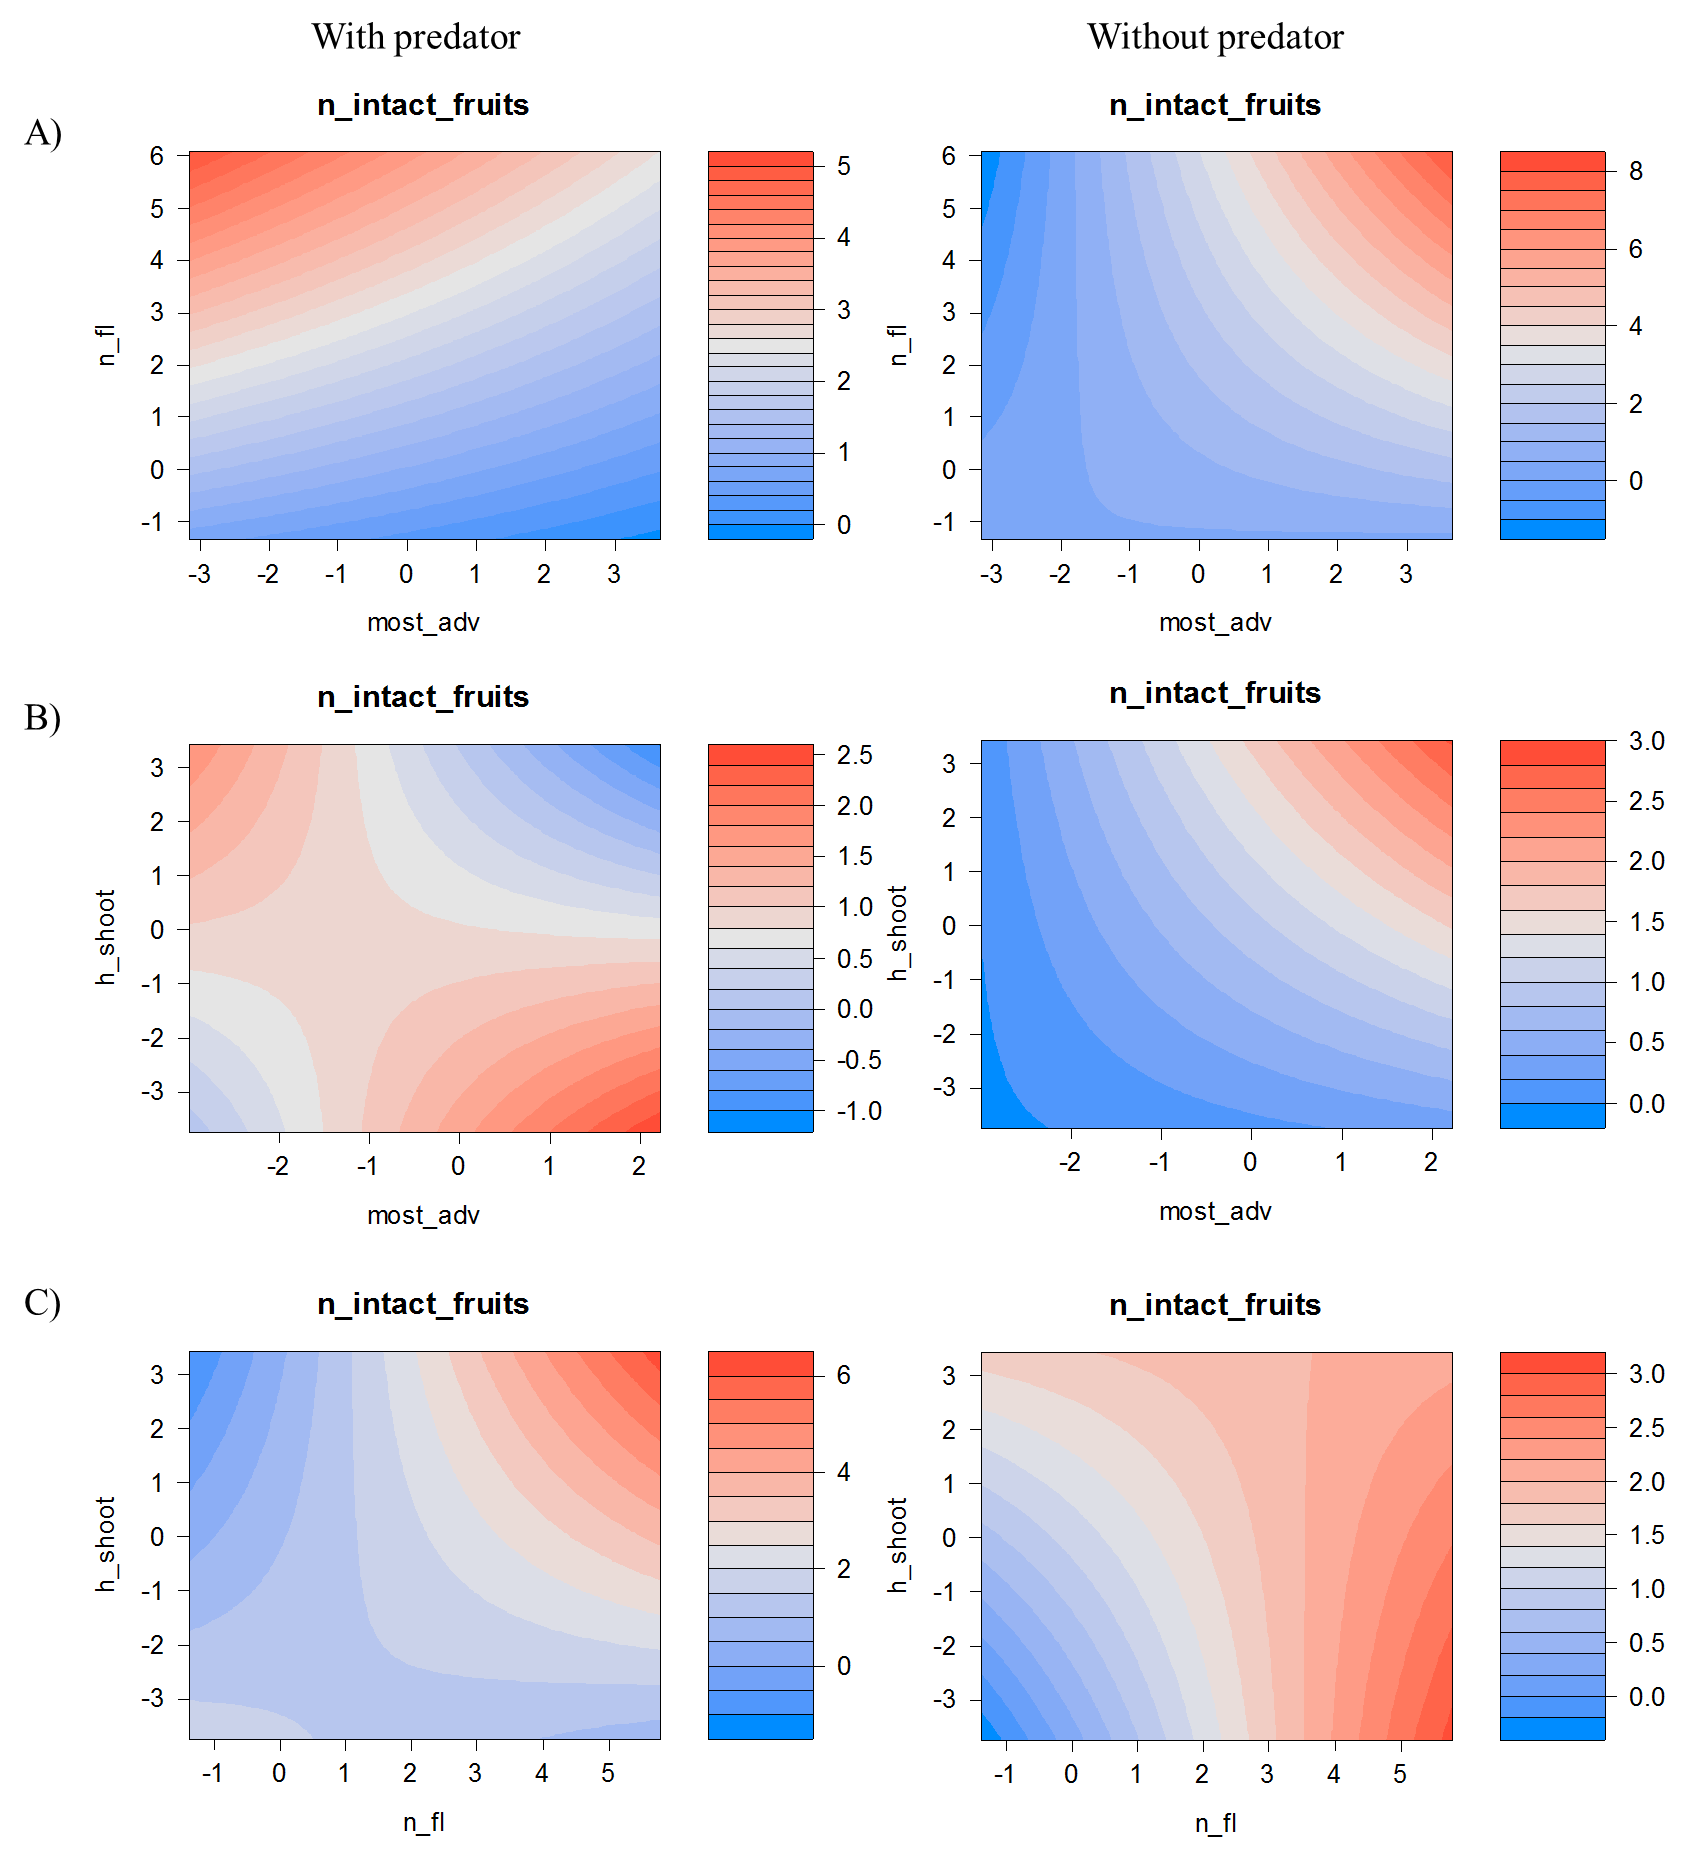 With predator
Without predator
A)
n_intact_fruits
n_fl
6
5
4
3
2
1
0
-1
-3 -2 -1 0 1 2 3
most_adv
5
4
3
2
1
0
n_intact_fruits
n_fl
6
5
4
3
2
1
0
-1
-3 -2 -1 0 1 2 3
most_adv
8
6
4
2
0
B)
n_intact_fruits
h_shoot
3
2
1
0
-1
-2
-3
-2 -1 0 1 2
most_adv
2.5
2.0
1.5
1.0
0.5
0.0
-0.5
-1.0
n_intact_fruits
h_shoot
3
2
1
0
-1
-2
-3
-2 -1 0 1 2
most_adv
3.0
2.5
2.0
1.5
1.0
0.5
0.0
C)
n_intact_fruits
h_shoot
3
2
1
0
-1
-2
-3
-1 0 1 2 3 4 5
n_fl
6
4
2
0
n_intact_fruits
h_shoot
3
2
1
0
-1
-2
-3
-1 0 1 2 3 4 5
n_fl
3.0
2.5
2.0
1.5
1.0
0.5
0.0